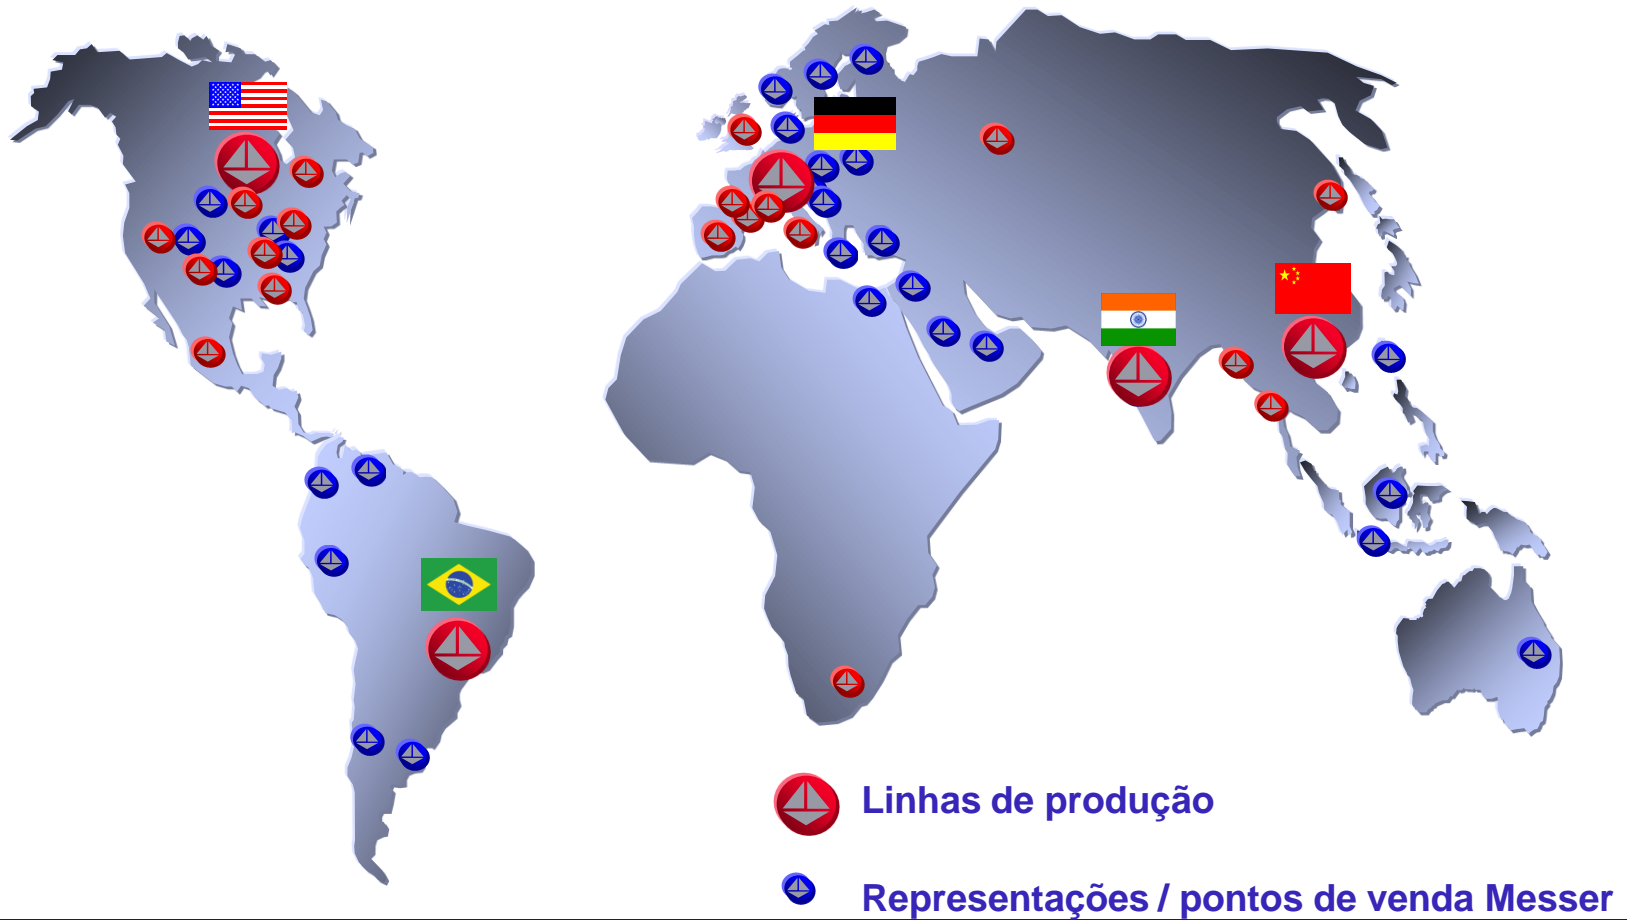 Linhas de produção
Representações / pontos de venda Messer